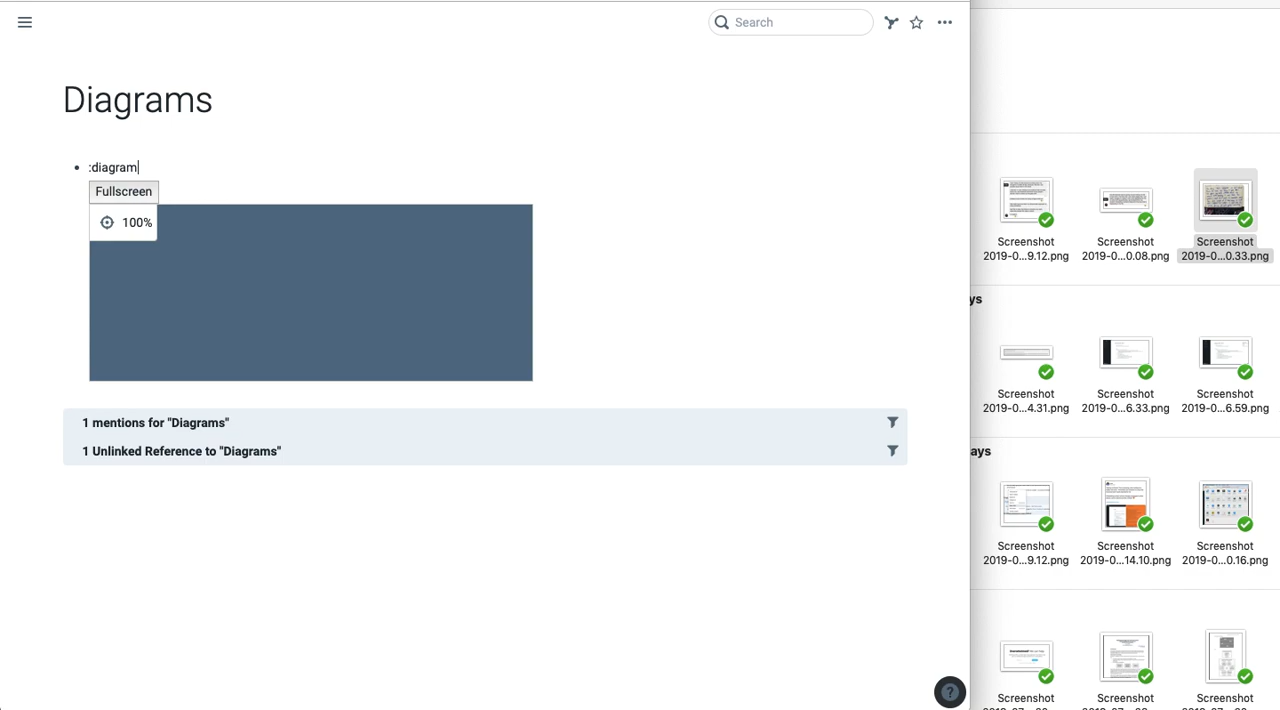 Search
Diagrams
:diagram
Fullscreen
100%
1 mentions for "Diagrams"
1 Unlinked Reference to "Diagrams"
?
Screenshot
2019-0...9.12.png
Screenshot
2019-0...0.08.png
Screenshot
2019-0...0.33.png
ys
Screenshot
2019-0...4.31.png
Screenshot
2019-0...6.33.png
Screenshot
2019-0...6.59.png
ays
Screenshot
2019-0...9.12.png
Screenshot
2019-0...14.10.png
Screenshot
2019-0...0.16.png
Screenshot
Screenshot
Screenshot